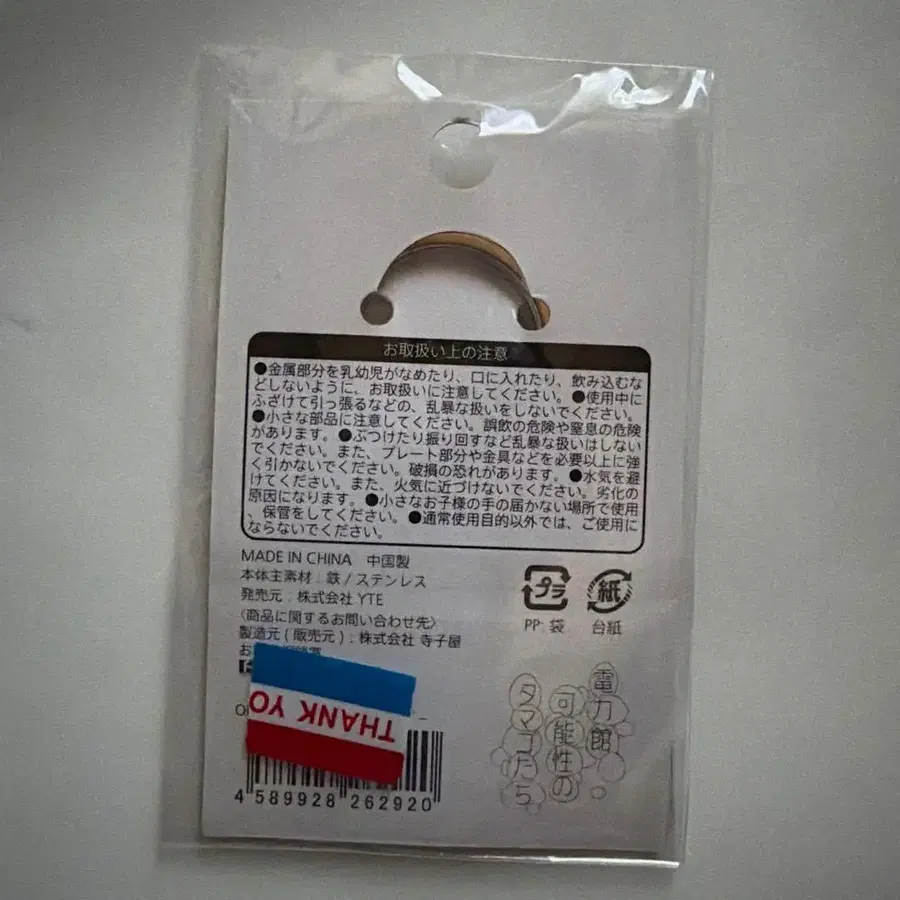 お取扱い上の注意
●金属部分を乳幼児がなめたり、口に入れたり、飲み込むな
どしないように、お取扱いに注意してください。●使用中に
ふざけて引っ張るなどの、乱暴な扱いをしないでください。
●小さな部品に注意してください。誤飲の危険や窒息の危険
があります。●ぶつけたり振り回すなど乱暴な扱いはしない
でください。また、プレート部分や金具などを必要以上に強
く引かないでください。破損の恐れがあります。●水気を避
けてください。また、火気に近づけないでください。劣化の
原因になります。●小さなお子様の手の届かない場所で使用
、保管をしてください。●通常使用目的以外では、ご使用に
ならないでください。
MADE IN CHINA 中国製
本体主素材：鉄 / ステンレス
発売元：株式会社 YTE
〈商品に関するお問い合わせ先〉
製造元 ( 販売元 )：株式会社 寺子屋
プラ
PP: 袋
紙
台紙
THANK YO
電力館
可能性の
タマゴたち
4 589928 262920